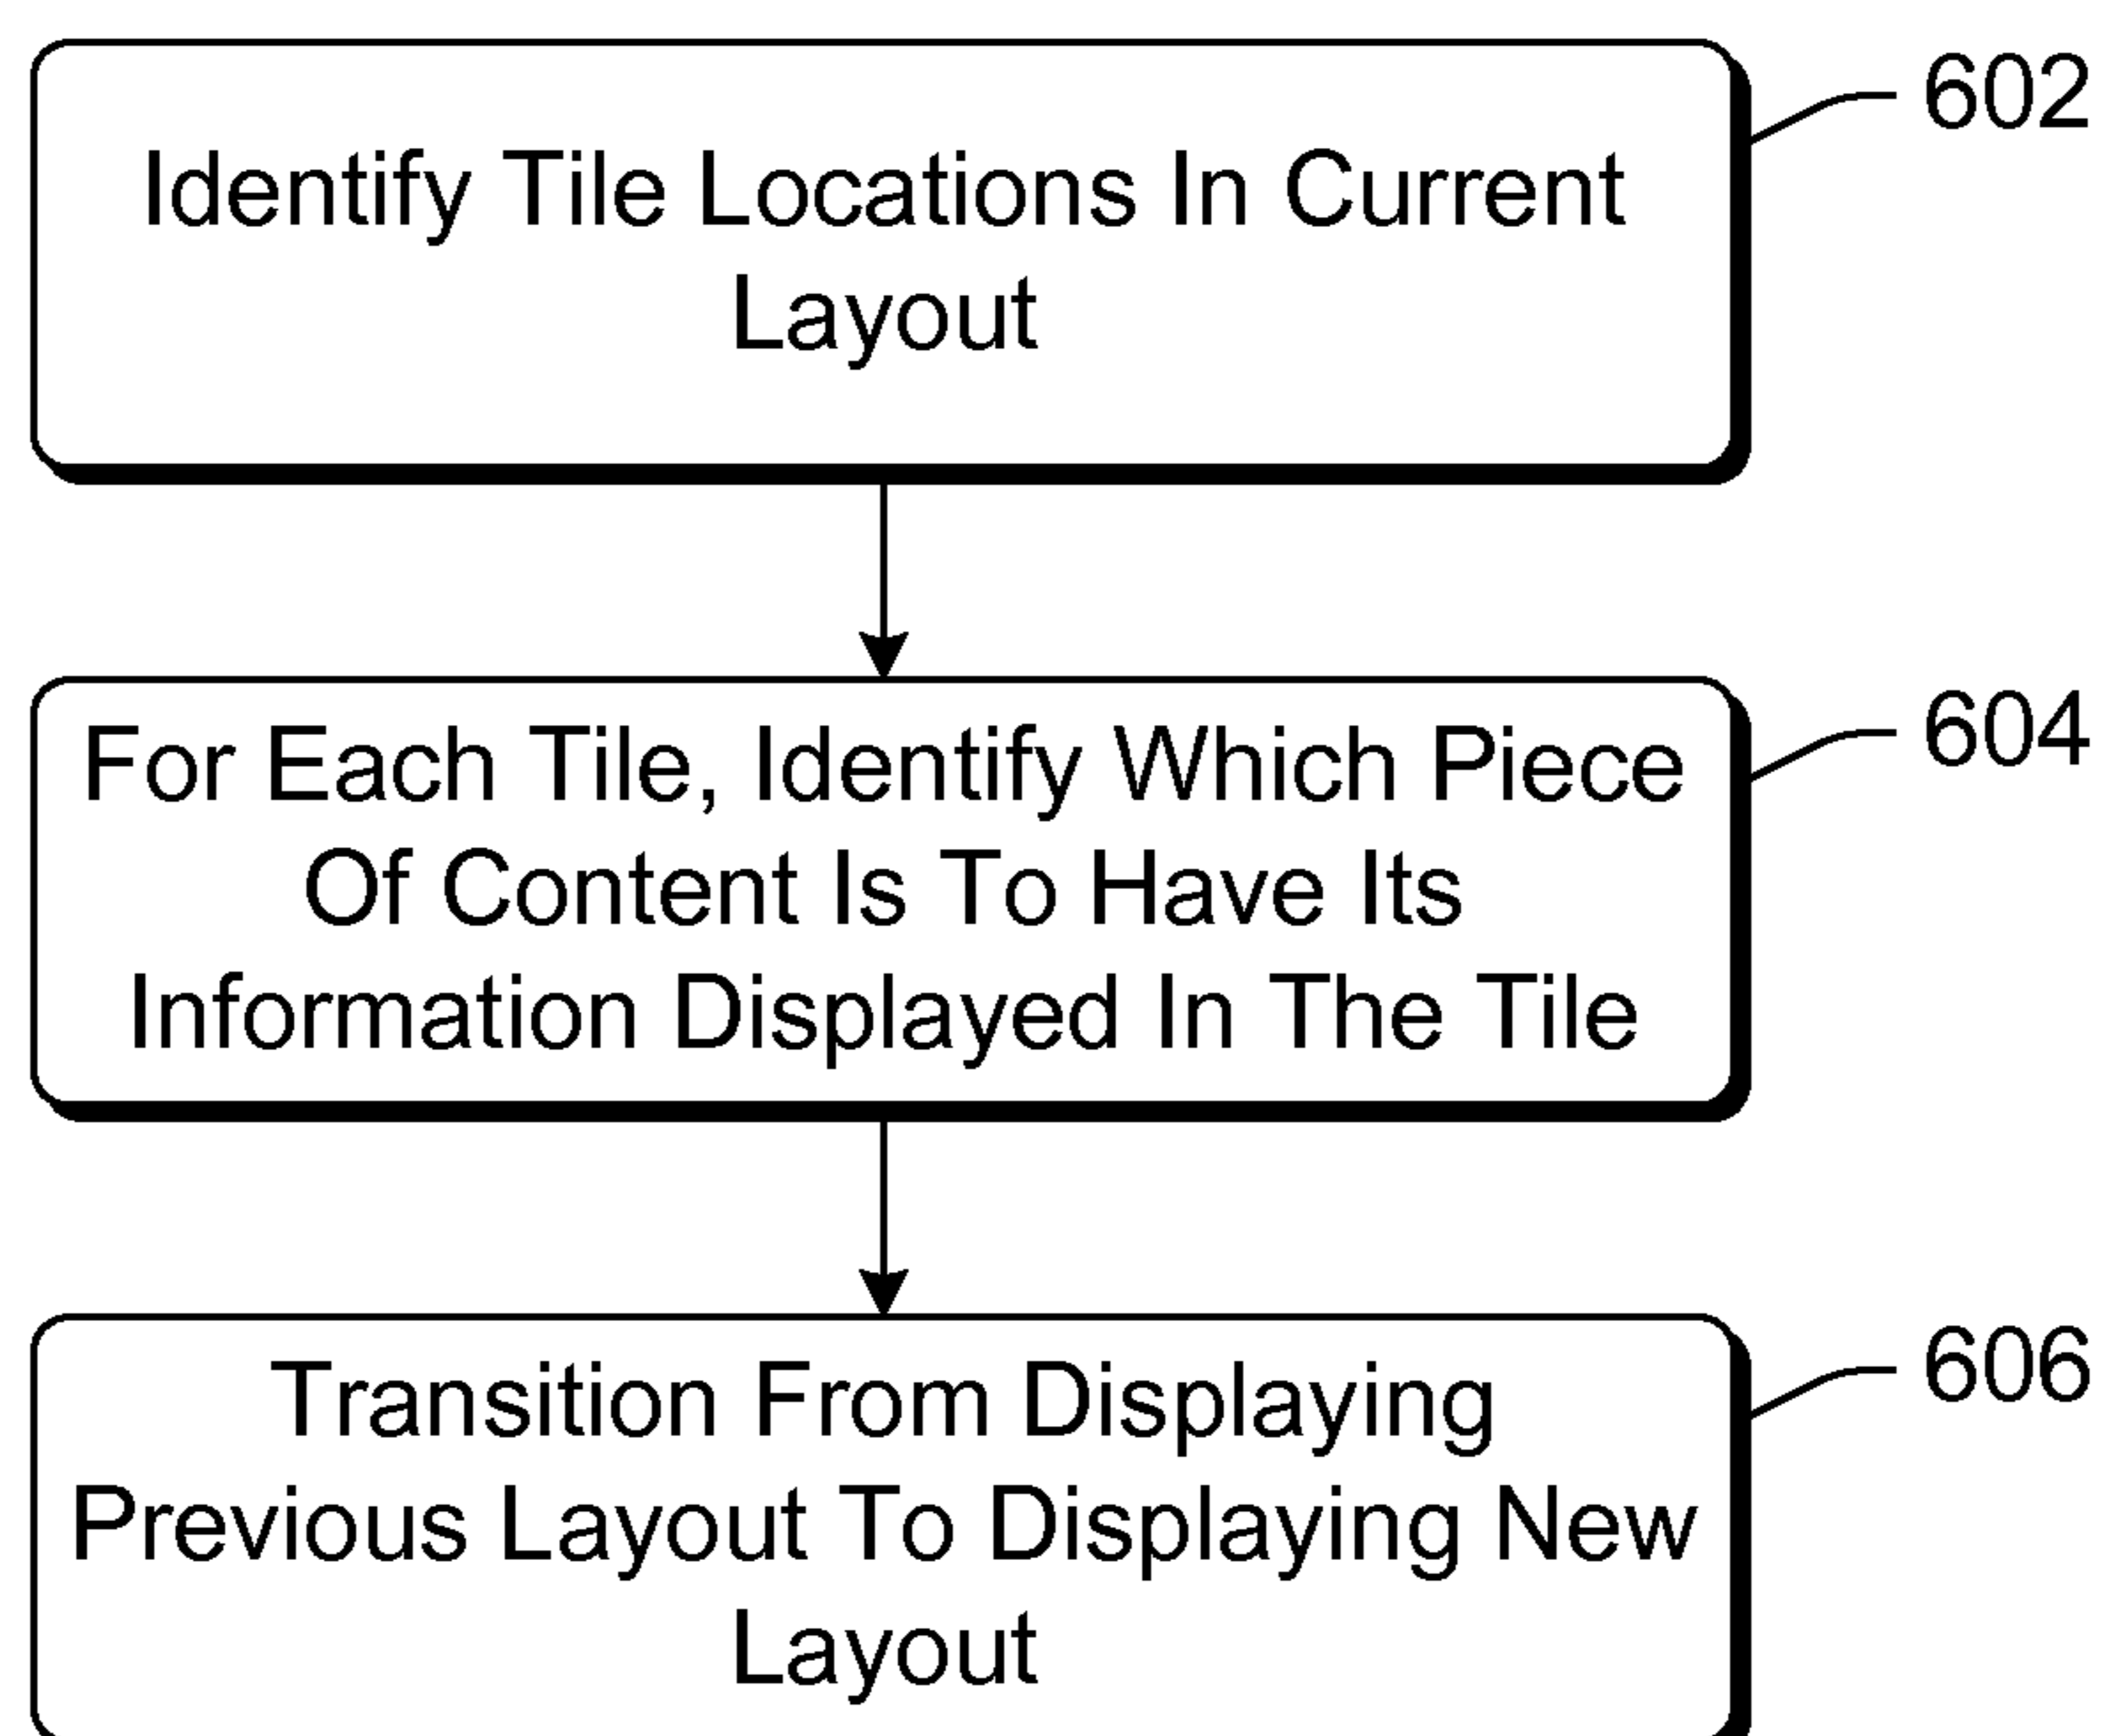 602
Identify Tile Locations In Current
Layout
604
For Each Tile, Identify Which Piece
Of Content Is To Have Its
Information Displayed In The Tile
606
Transition From Displaying
Previous Layout To Displaying New
Layout